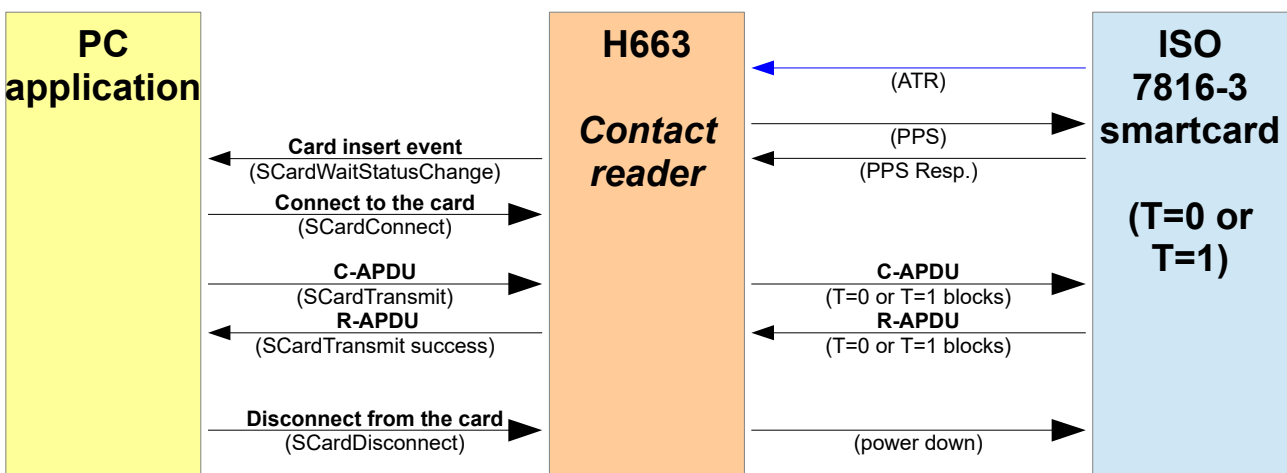 PC
application
H663
Contact
reader
ISO
7816-3
smartcard
(T=0 or
T=1)
(ATR)
(PPS)
Card insert event
(SCardWaitStatusChange)
(PPS Resp.)
Connect to the card
(SCardConnect)
C-APDU
(SCardTransmit)
C-APDU
(T=0 or T=1 blocks)
R-APDU
(SCardTransmit success)
R-APDU
(T=0 or T=1 blocks)
Disconnect from the card
(SCardDisconnect)
(power down)